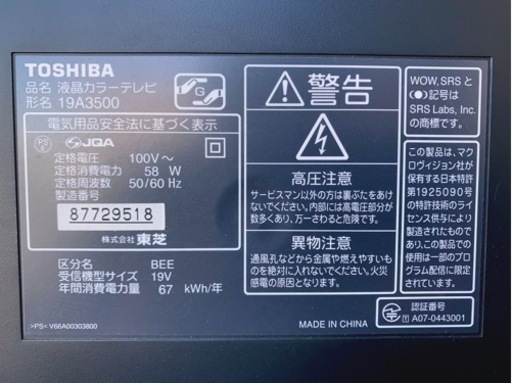 TOSHIBA
品名 液晶カラーテレビ
形名 19A3500
G
電気用品安全法に基づく表示
PS
JQA
定格電圧 100V～
定格消費電力 58 W
定格周波数 50/60 Hz
87729518
株式会社 東芝
区分名 BEE
受信機型サイズ 19V
年間消費電力量 67 kWh/年
>PS< V66A00303800
警告
高圧注意
サービスマン以外の方は裏ぶたをあけ
ないでください。内部には高電圧部分が
数多くあり、万一さわると危険です。
異物注意
通風孔などから金属や燃えやすいもの
を入れないでください。火災
感電の原因となります。
MADE IN CHINA
WOW, SRS と
(●)記号は
SRS Labs, Inc.
の商標です。
この製品は、マク
ロヴィジョン社が
保有する日本特許
第1925090号
の特許技術のライ
センス供与により
製造されたもので
あり、この製品での
使用は一部のプロ
グラム配信に限定
されています。
認証番号
T A07-0443001